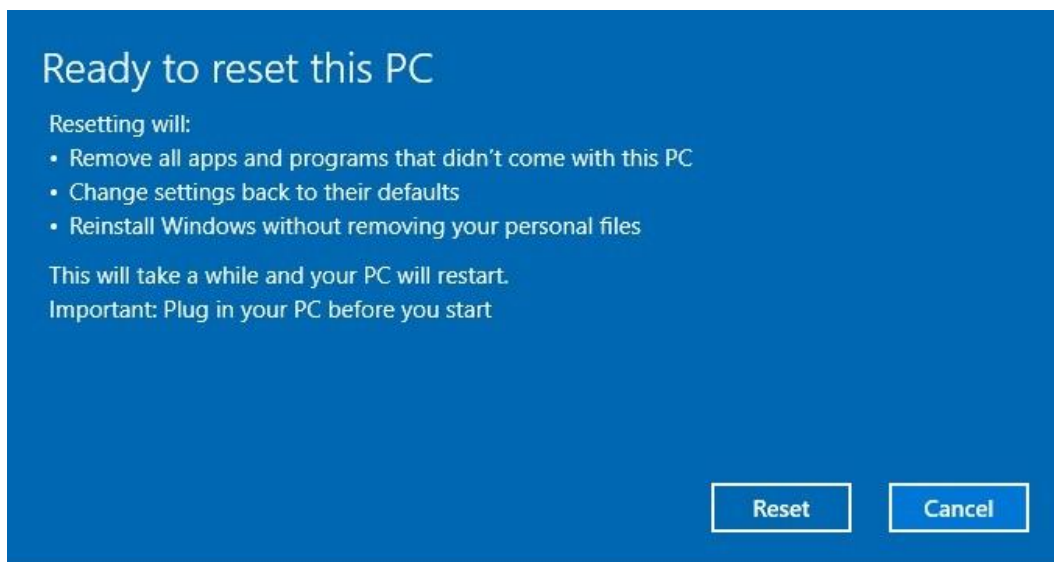 Ready to reset this PC
Resetting will:
• Remove all apps and programs that didn't come with this PC
• Change settings back to their defaults
• Reinstall Windows without removing your personal files
This will take a while and your PC will restart.
Important: Plug in your PC before you start
Reset
Cancel